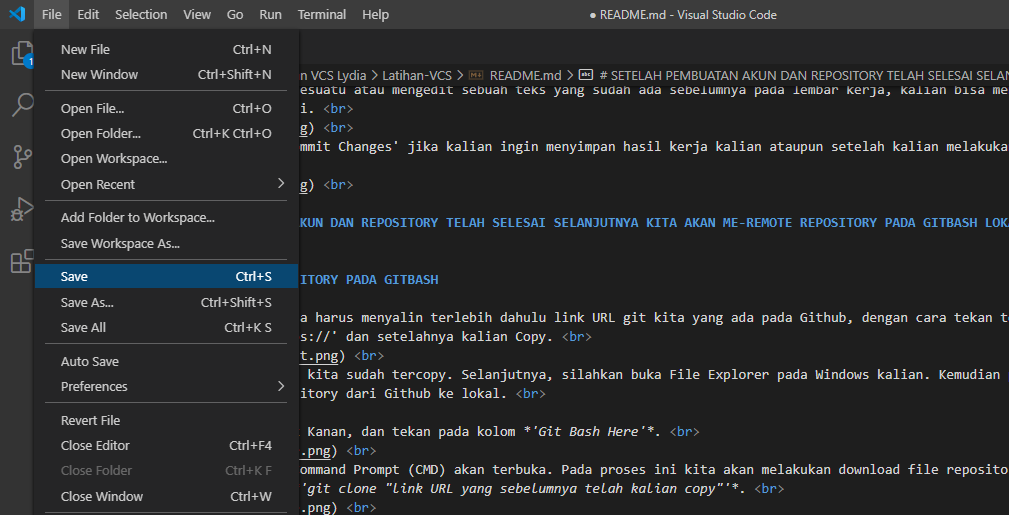 File Edit Selection View Go Run Terminal Help ● README.md - Visual Studio Code
1
New File Ctrl+N
New Window Ctrl+Shift+N
Open File... Ctrl+O
Open Folder... Ctrl+K Ctrl+O
Open Workspace...
Open Recent
Add Folder to Workspace...
Save Workspace As...
Save Ctrl+S
Save As... Ctrl+Shift+S
Save All Ctrl+K S
Auto Save
Preferences
Revert File
Close Editor Ctrl+F4
Close Folder Ctrl+K F
Close Window Ctrl+W
n VCS Lydia > Latihan-VCS > README.md > # SETELAH PEMBUATAN AKUN DAN REPOSITORY TELAH SELESAI SELAN
esuatu atau mengedit sebuah teks yang sudah ada sebelumnya pada lembar kerja, kalian bisa me
i. <br>
g) <br>
mmit Changes' jika kalian ingin menyimpan hasil kerja kalian ataupun setelah kalian melakuka
g) <br>
KUN DAN REPOSITORY TELAH SELESAI SELANJUTNYA KITA AKAN ME-REMOTE REPOSITORY PADA GITBASH LOKA
ITORY PADA GITBASH
a harus menyalin terlebih dahulu link URL git kita yang ada pada Github, dengan cara tekan t
s://' dan setelahnya kalian Copy. <br>
t.png) <br>
kita sudah tercopy. Selanjutnya, silahkan buka File Explorer pada Windows kalian. Kemudian
itory dari Github ke lokal. <br>
Kanan, dan tekan pada kolom *'Git Bash Here'*. <br>
.png) <br>
ommand Prompt (CMD) akan terbuka. Pada proses ini kita akan melakukan download file reposito
'git clone "link URL yang sebelumnya telah kalian copy"'*. <br>
.png) <br>